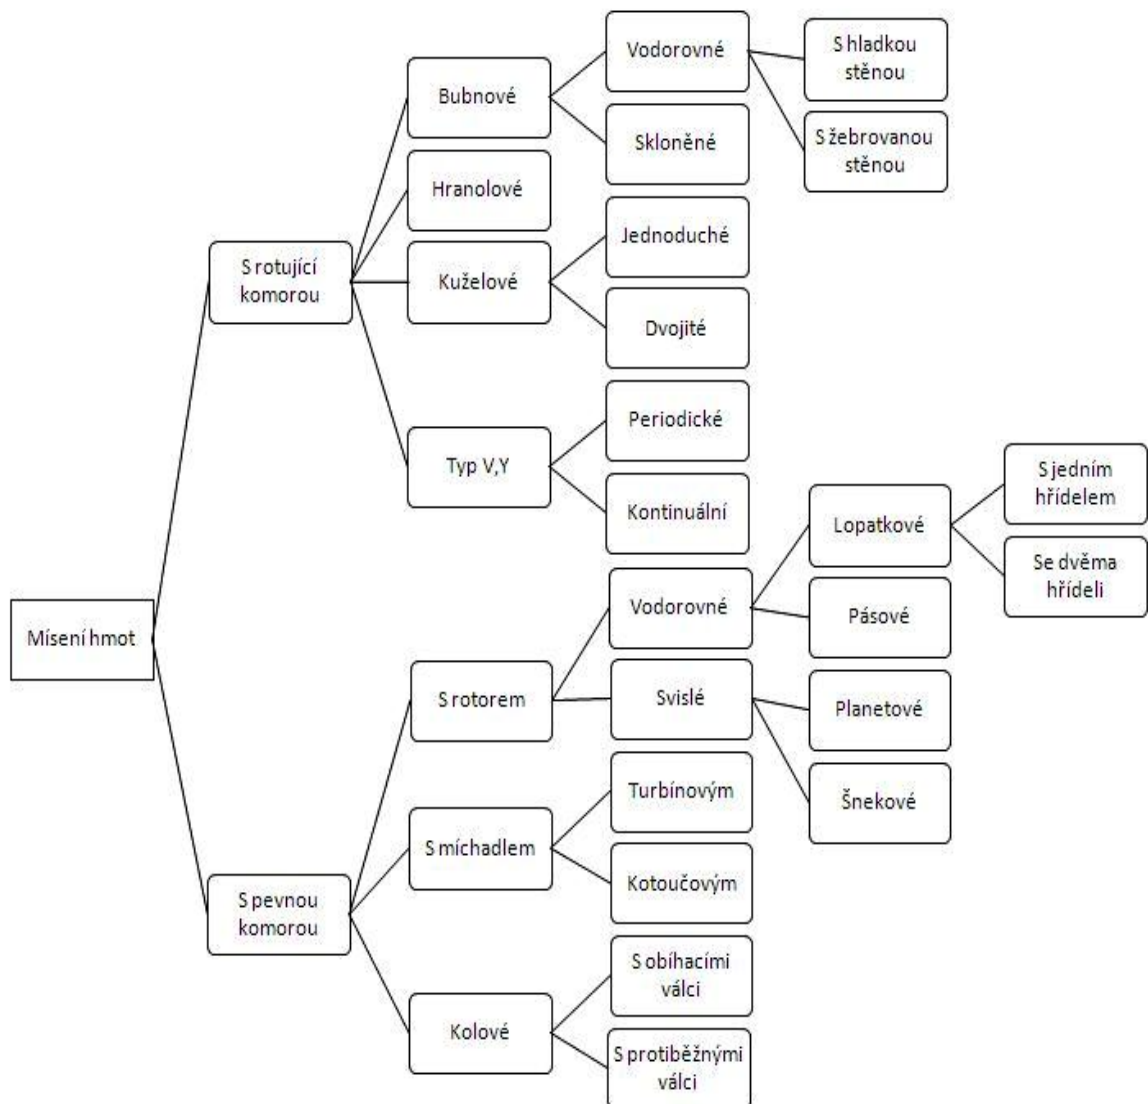 Vodorovné
S hladkou
stěnou
Bubnové
Skloněné
S žebrovanou
stěnou
Hranolové
Jednoduché
S rotující
komorou
Kuželové
Dvojité
Periodické
Typ V,Y
Kontinuální
S jedním
hřídelem
Lopatkové
Se dvěma
hřídeli
Vodorovné
Pásové
Mísení hmot
S rotorem
Svislé
Planetové
Turbínovým
Šnekové
S míchadlem
Kotoučovým
S pevnou
komorou
S obíhacími
válci
Kolové
S protiběžnými
válci